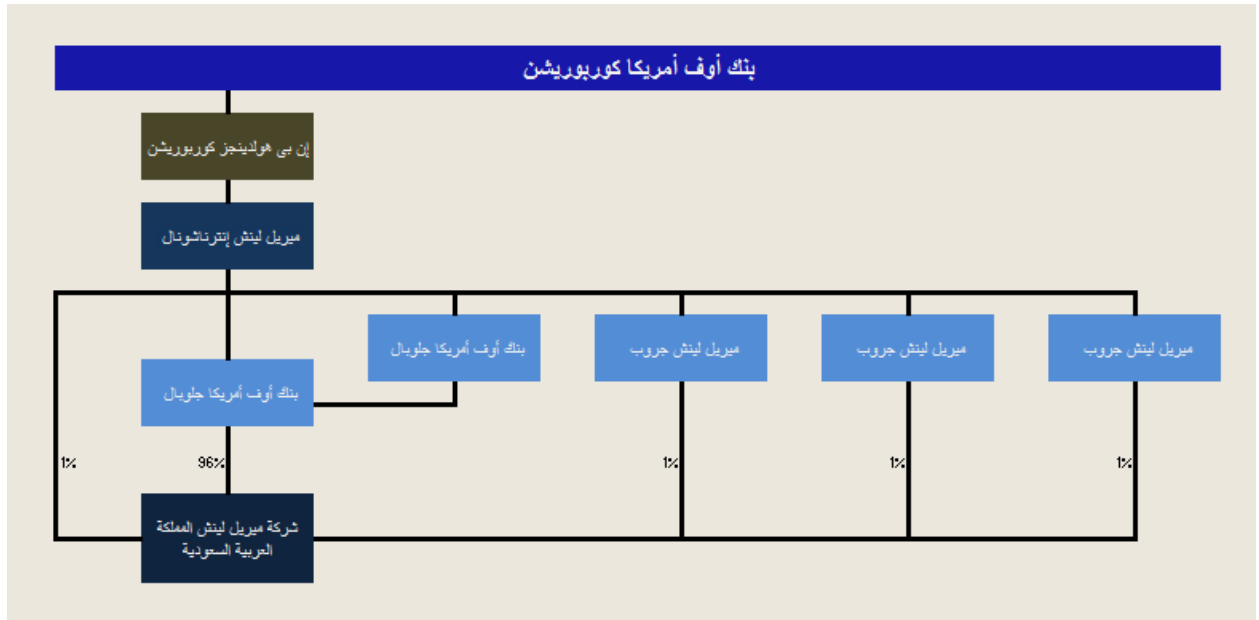 بنك أوف أمريكا كوربوريشن
إن بي هولدينجز كوربوريشن
ميريل لينش إنترناشونال
ميريل لينش جروب
ميريل لينش جروب
ميريل لينش جروب
بنك أوف أمريكا جلوبال
بنك أوف أمريكا جلوبال
1%
1%
1%
96%
1%
شركة ميريل لينش المملكة
العربية السعودية